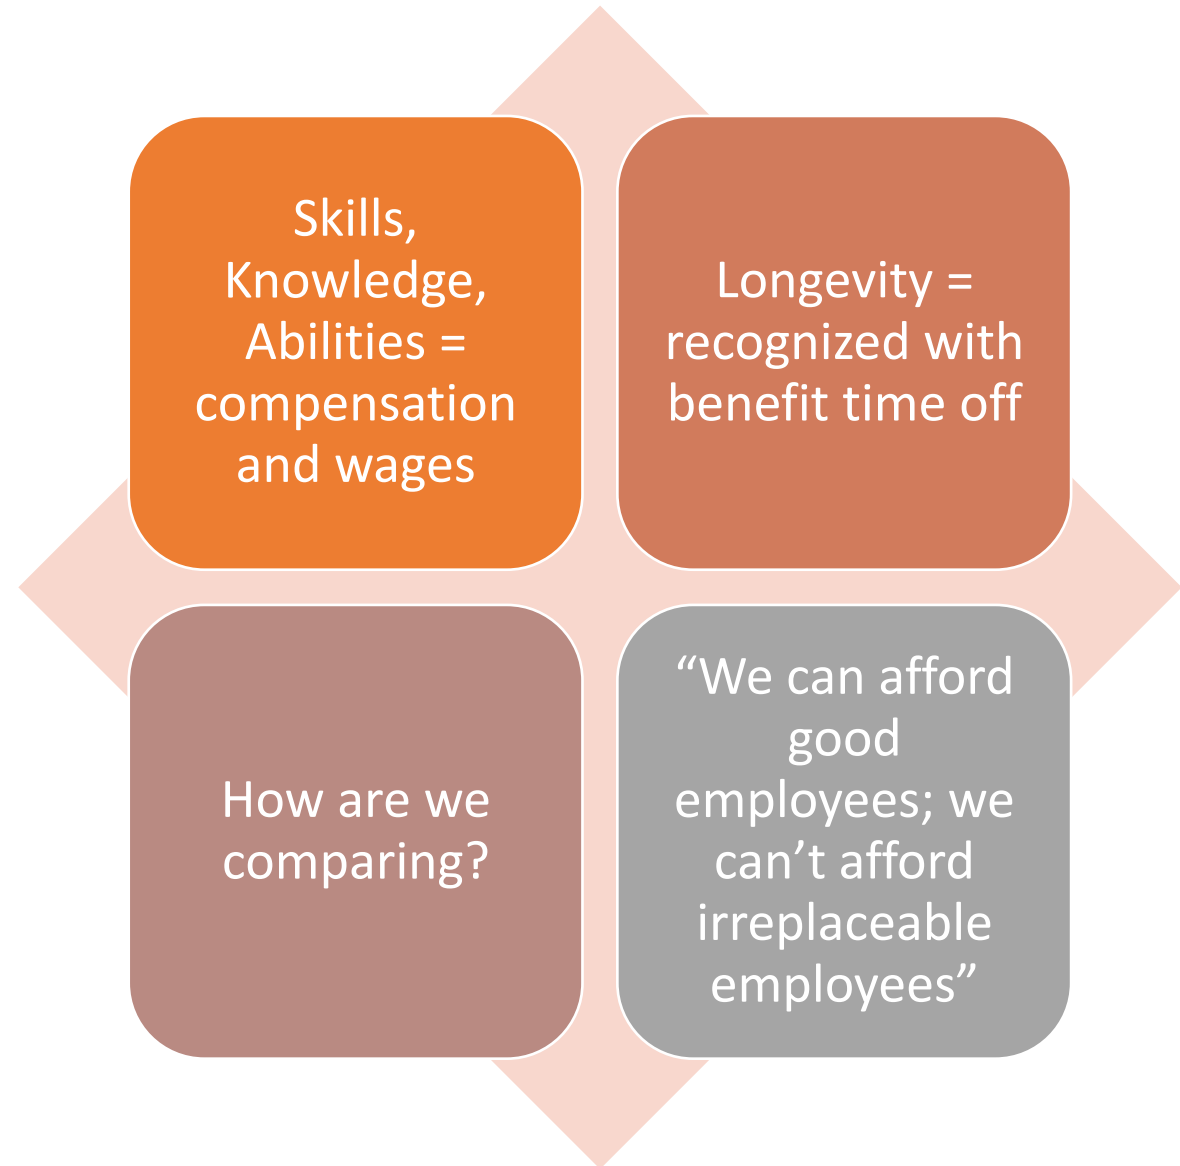 Skills,
Knowledge,
Abilities =
compensation
and wages
Longevity =
recognized with
benefit time off
How are we
comparing?
“We can afford
good
employees; we
can’t afford
irreplaceable
employees”